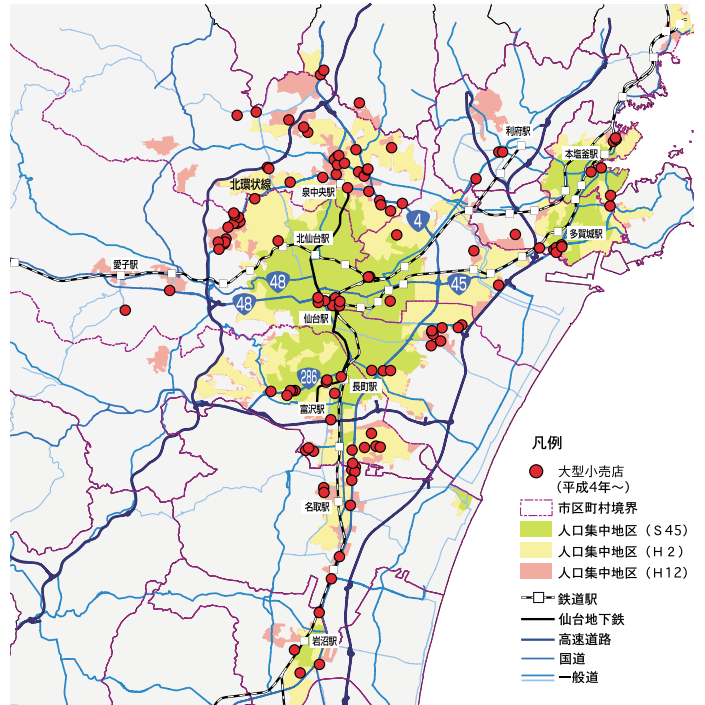 利府駅
本塩釜駅
北環状線
泉中央駅
4
多賀城駅
北仙台駅
愛子駅
48
45
48
仙台駅
286
長町駅
富沢駅
名取駅
岩沼駅
凡例
大型小売店
(平成4年～)
市区町村境界
人口集中地区（S45）
人口集中地区（H2）
人口集中地区（H12）
鉄道駅
仙台地下鉄
高速道路
国道
一般道